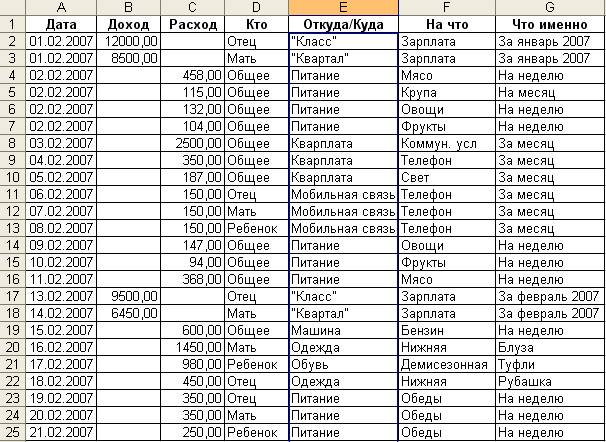 A B C D E F G
1 Дата Доход Расход Кто Откуда/Куда На что Что именно
2 01.02.2007 12000,00 Отец "Класс" Зарплата За январь 2007
3 01.02.2007 8500,00 Мать "Квартал" Зарплата За январь 2007
4 02.02.2007 458,00 Общее Питание Мясо На неделю
5 02.02.2007 115,00 Общее Питание Крупа На месяц
6 02.02.2007 132,00 Общее Питание Овощи На неделю
7 02.02.2007 104,00 Общее Питание Фрукты На неделю
8 03.02.2007 2500,00 Общее Кварплата Коммун. усл За месяц
9 04.02.2007 350,00 Общее Кварплата Телефон За месяц
10 05.02.2007 187,00 Общее Кварплата Свет За месяц
11 06.02.2007 150,00 Отец Мобильная связь Телефон За месяц
12 07.02.2007 150,00 Мать Мобильная связь Телефон За месяц
13 08.02.2007 150,00 Ребенок Мобильная связь Телефон За месяц
14 09.02.2007 147,00 Общее Питание Овощи На неделю
15 10.02.2007 94,00 Общее Питание Фрукты На неделю
16 11.02.2007 368,00 Общее Питание Мясо На неделю
17 13.02.2007 9500,00 Отец "Класс" Зарплата За февраль 2007
18 14.02.2007 6450,00 Мать "Квартал" Зарплата За февраль 2007
19 15.02.2007 600,00 Общее Машина Бензин На неделю
20 16.02.2007 1450,00 Мать Одежда Нижняя Блуза
21 17.02.2007 980,00 Ребенок Обувь Демисезонная Туфли
22 18.02.2007 450,00 Отец Одежда Нижняя Рубашка
23 19.02.2007 350,00 Отец Питание Обеды На неделю
24 20.02.2007 350,00 Мать Питание Обеды На неделю
25 21.02.2007 250,00 Ребенок Питание Обеды На неделю